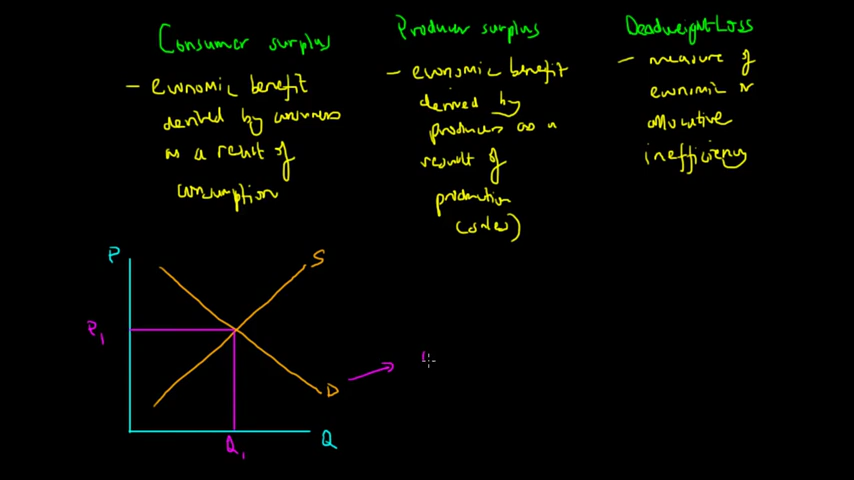 Consumer surplus
- economic benefit
derived by consumers
as a result of
consumption
Producer surplus
- economic benefit
derived by
producers as a
result of
production
(sales)
Deadweight Loss
- measure of
economic or
allocative
inefficiency
P
S
P1
D
Q
Q1